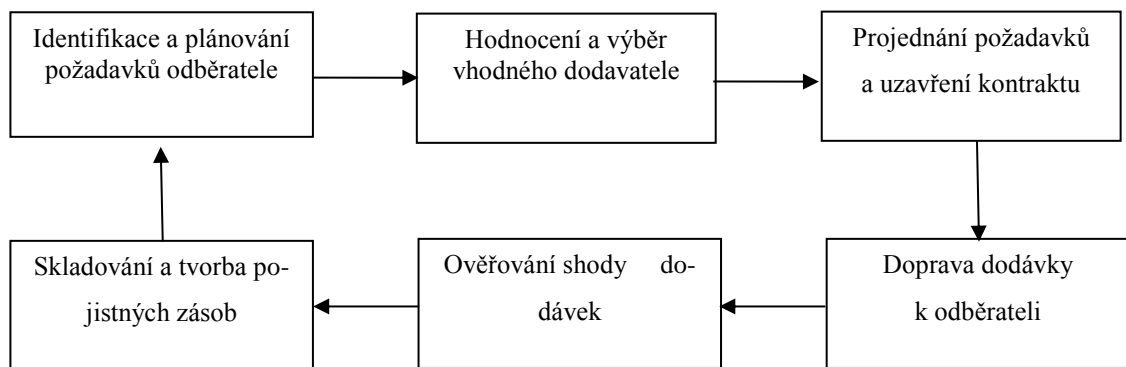 Identifikace a plánování
požadavků odběratele
Hodnocení a výběr
vhodného dodavatele
Projednání požadavků
a uzavření kontraktu
Skladování a tvorba po-
jistných zásob
Ověřování shody do-
dávek
Doprava dodávky
k odběrateli